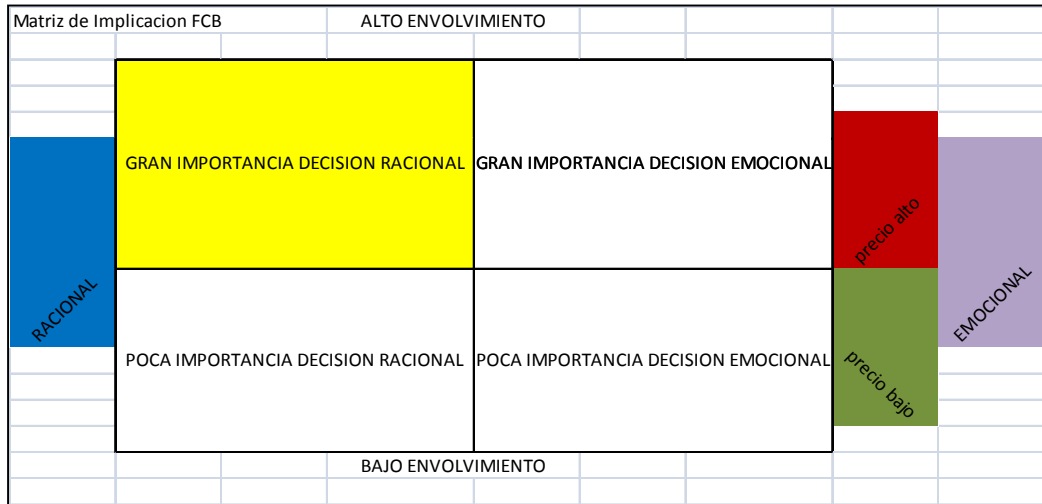 Matriz de Implicacion FCB
ALTO ENVOLVIMIENTO
GRAN IMPORTANCIA DECISION RACIONAL
GRAN IMPORTANCIA DECISION EMOCIONAL
precio alto
RACIONAL
EMOCIONAL
POCA IMPORTANCIA DECISION RACIONAL
POCA IMPORTANCIA DECISION EMOCIONAL
precio bajo
BAJO ENVOLVIMIENTO